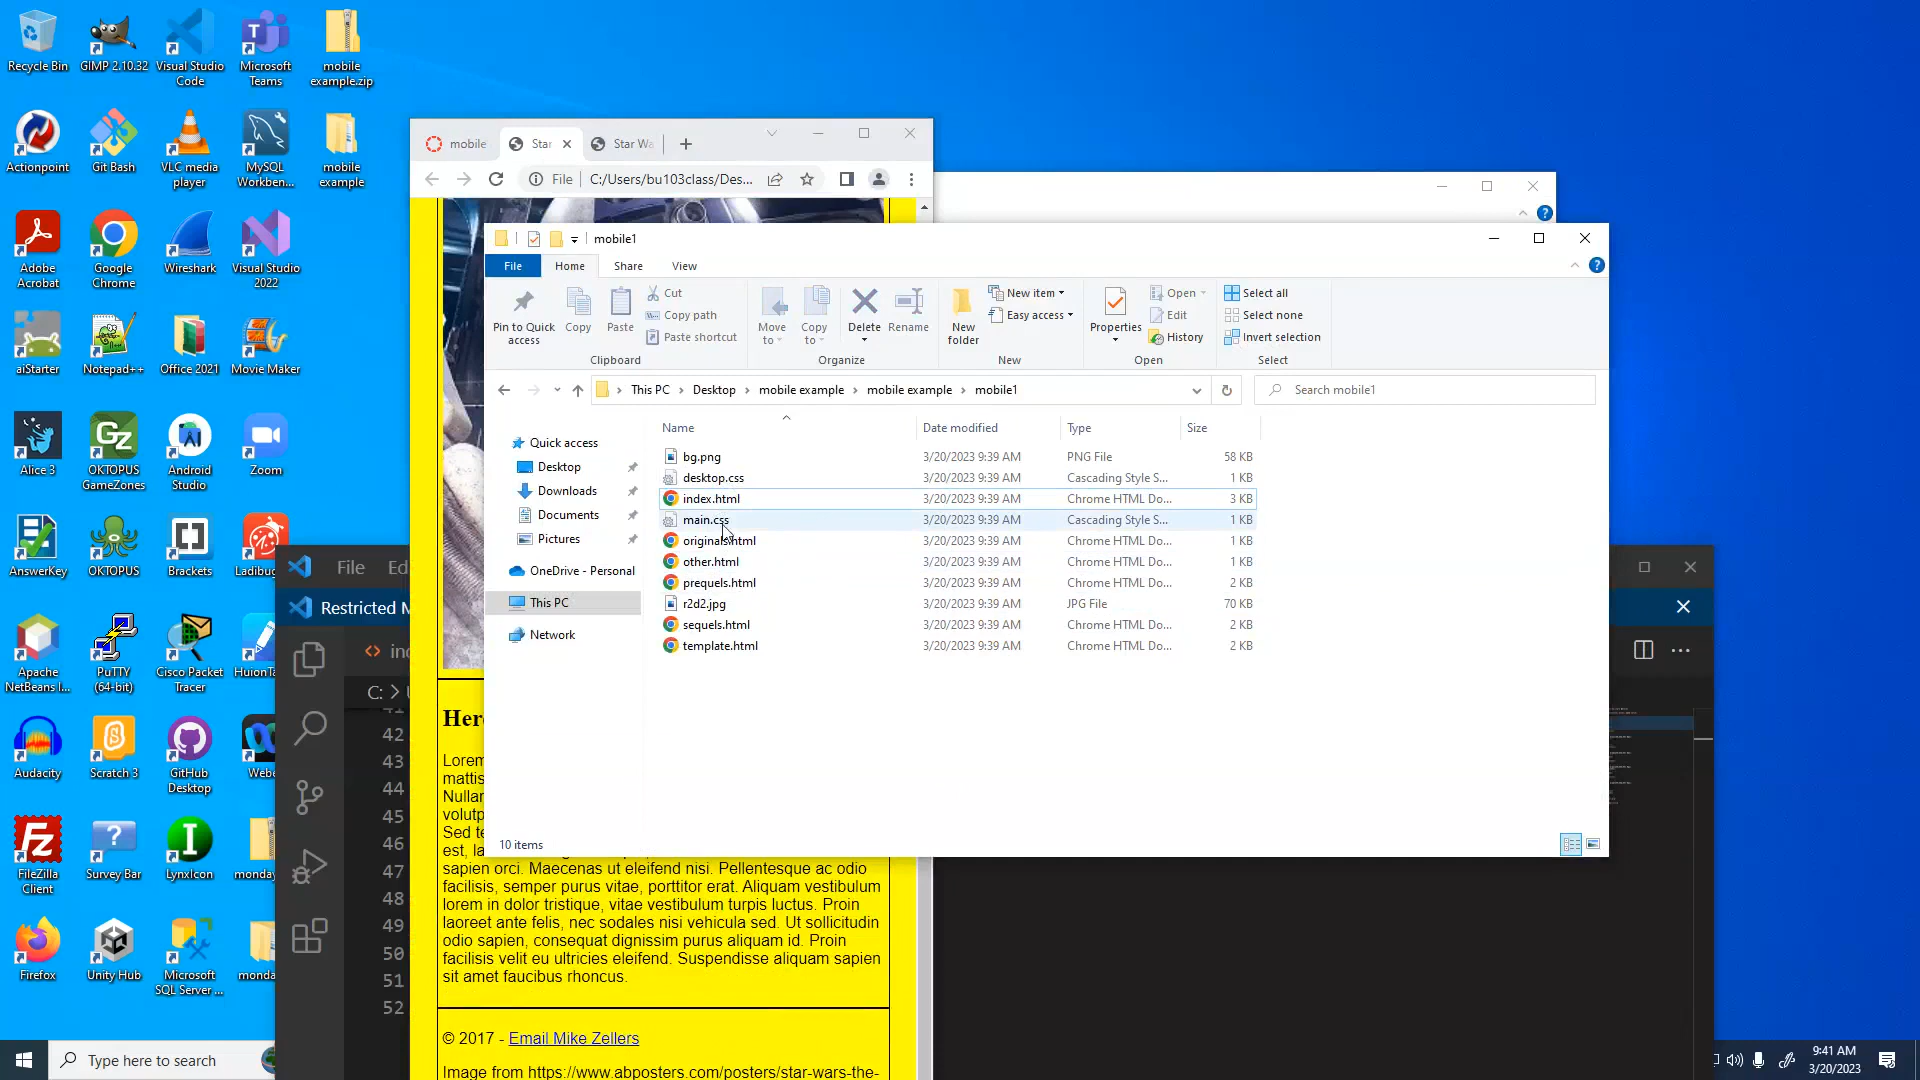 Recycle Bin
GIMP 2.10.32
Visual Studio
Code
Microsoft
Teams
mobile
example.zip
Actionpoint
Git Bash
VLC media
player
MySQL
Workben...
mobile
example
Adobe
Acrobat
Google
Chrome
Wireshark
Visual Studio
2022
aiStarter
Notepad++
Office 2021
Movie Maker
Alice 3
OKTOPUS
GameZones
Android
Studio
Zoom
AnswerKey
OKTOPUS
Brackets
Ladibug
Apache
NetBeans I...
PuTTY
(64-bit)
Cisco Packet
Tracer
HuionTa
Audacity
Scratch 3
GitHub
Desktop
Webe
FileZilla
Client
Survey Bar
LynxIcon
monday
Firefox
Unity Hub
Microsoft
SQL Server ...
monda
mobile
Star
Star Wa
File
C:/Users/bu103class/Des...
mobile1
File
Home
Share
View
Pin to Quick
access
Copy
Paste
Cut
Copy path
Paste shortcut
Clipboard
Move
to
Copy
to
Delete
Rename
Organize
New
folder
New item
Easy access
New
Properties
Open
Edit
History
Open
Select all
Select none
Invert selection
Select
This PC > Desktop > mobile example > mobile example > mobile1
Search mobile1
Quick access
Desktop
Downloads
Documents
Pictures
OneDrive - Personal
This PC
Network
Name Date modified Type Size
bg.png 3/20/2023 9:39 AM PNG File 58 KB
desktop.css 3/20/2023 9:39 AM Cascading Style S... 1 KB
index.html 3/20/2023 9:39 AM Chrome HTML Do... 3 KB
main.css 3/20/2023 9:39 AM Cascading Style S... 1 KB
originals.html 3/20/2023 9:39 AM Chrome HTML Do... 1 KB
other.html 3/20/2023 9:39 AM Chrome HTML Do... 1 KB
prequels.html 3/20/2023 9:39 AM Chrome HTML Do... 2 KB
r2d2.jpg 3/20/2023 9:39 AM JPG File 70 KB
sequels.html 3/20/2023 9:39 AM Chrome HTML Do... 2 KB
template.html 3/20/2023 9:39 AM Chrome HTML Do... 2 KB
10 items
File Ed
Restricted M
ind
C: > U
41
42
43
44
45
46
47
48
49
50
51
52
Her
Lorem
mattis
Nullan
volutp
Sed te
est, la
sapien orci. Maecenas ut eleifend nisi. Pellentesque ac odio
facilisis, semper purus vitae, porttitor erat. Aliquam vestibulum
lorem in dolor tristique, vitae vestibulum turpis luctus. Proin
laoreet ante felis, nec sodales nisi vehicula sed. Ut sollicitudin
odio sapien, consequat dignissim purus aliquam id. Proin
facilisis velit eu ultricies eleifend. Suspendisse aliquam sapien
sit amet faucibus rhoncus.
© 2017 - Email Mike Zellers
Image from https://www.abposters.com/posters/star-wars-the-
Type here to search
9:41 AM
3/20/2023